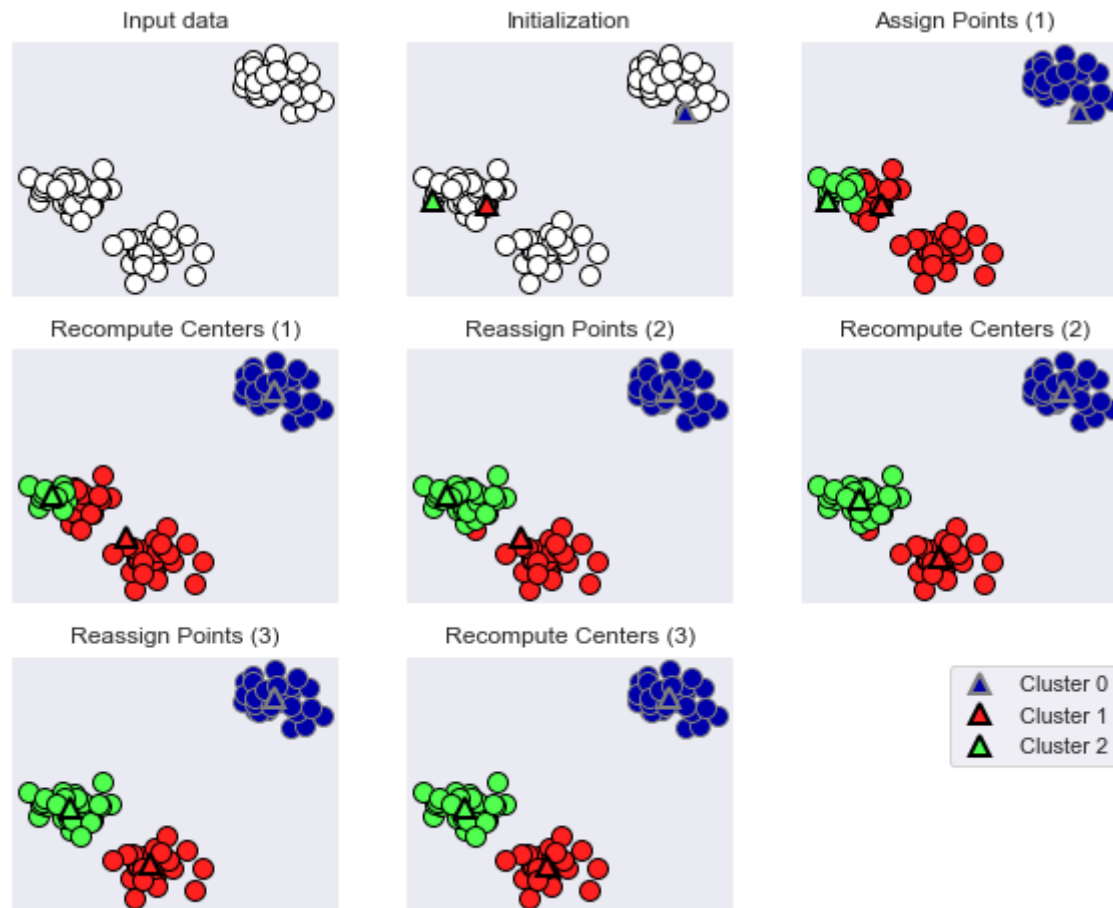 Input data
Initialization
Assign Points (1)
Recompute Centers (1)
Reassign Points (2)
Recompute Centers (2)
Reassign Points (3)
Recompute Centers (3)
Cluster 0
Cluster 1
Cluster 2